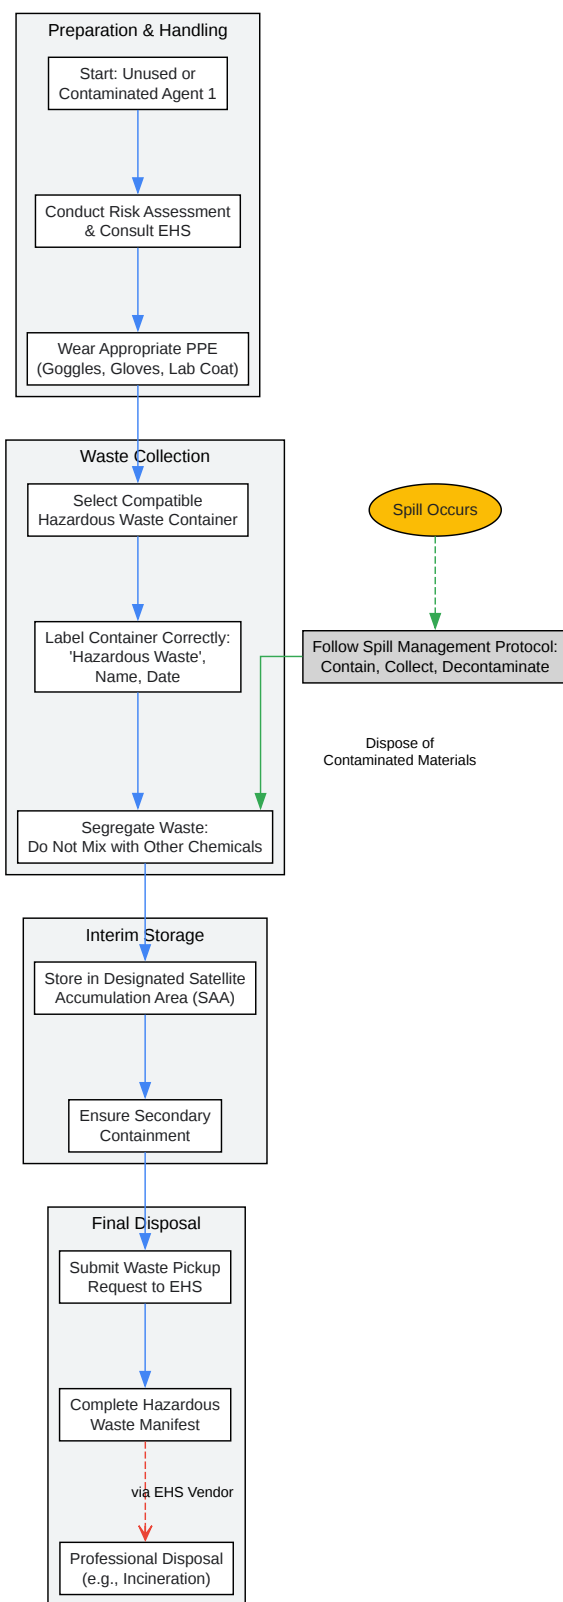 Preparation & Handling
Start: Unused or
Contaminated Agent 1
Conduct Risk Assessment
& Consult EHS
Wear Appropriate PPE
(Goggles, Gloves, Lab Coat)
Waste Collection
Select Compatible
Hazardous Waste Container
Spill Occurs
Label Container Correctly:
'Hazardous Waste',
Name, Date
Follow Spill Management Protocol:
Contain, Collect, Decontaminate
Dispose of
Contaminated Materials
Segregate Waste:
Do Not Mix with Other Chemicals
Interim Storage
Store in Designated Satellite
Accumulation Area (SAA)
Ensure Secondary
Containment
Final Disposal
Submit Waste Pickup
Request to EHS
Complete Hazardous
Waste Manifest
via EHS Vendor
Professional Disposal
(e.g., Incineration)